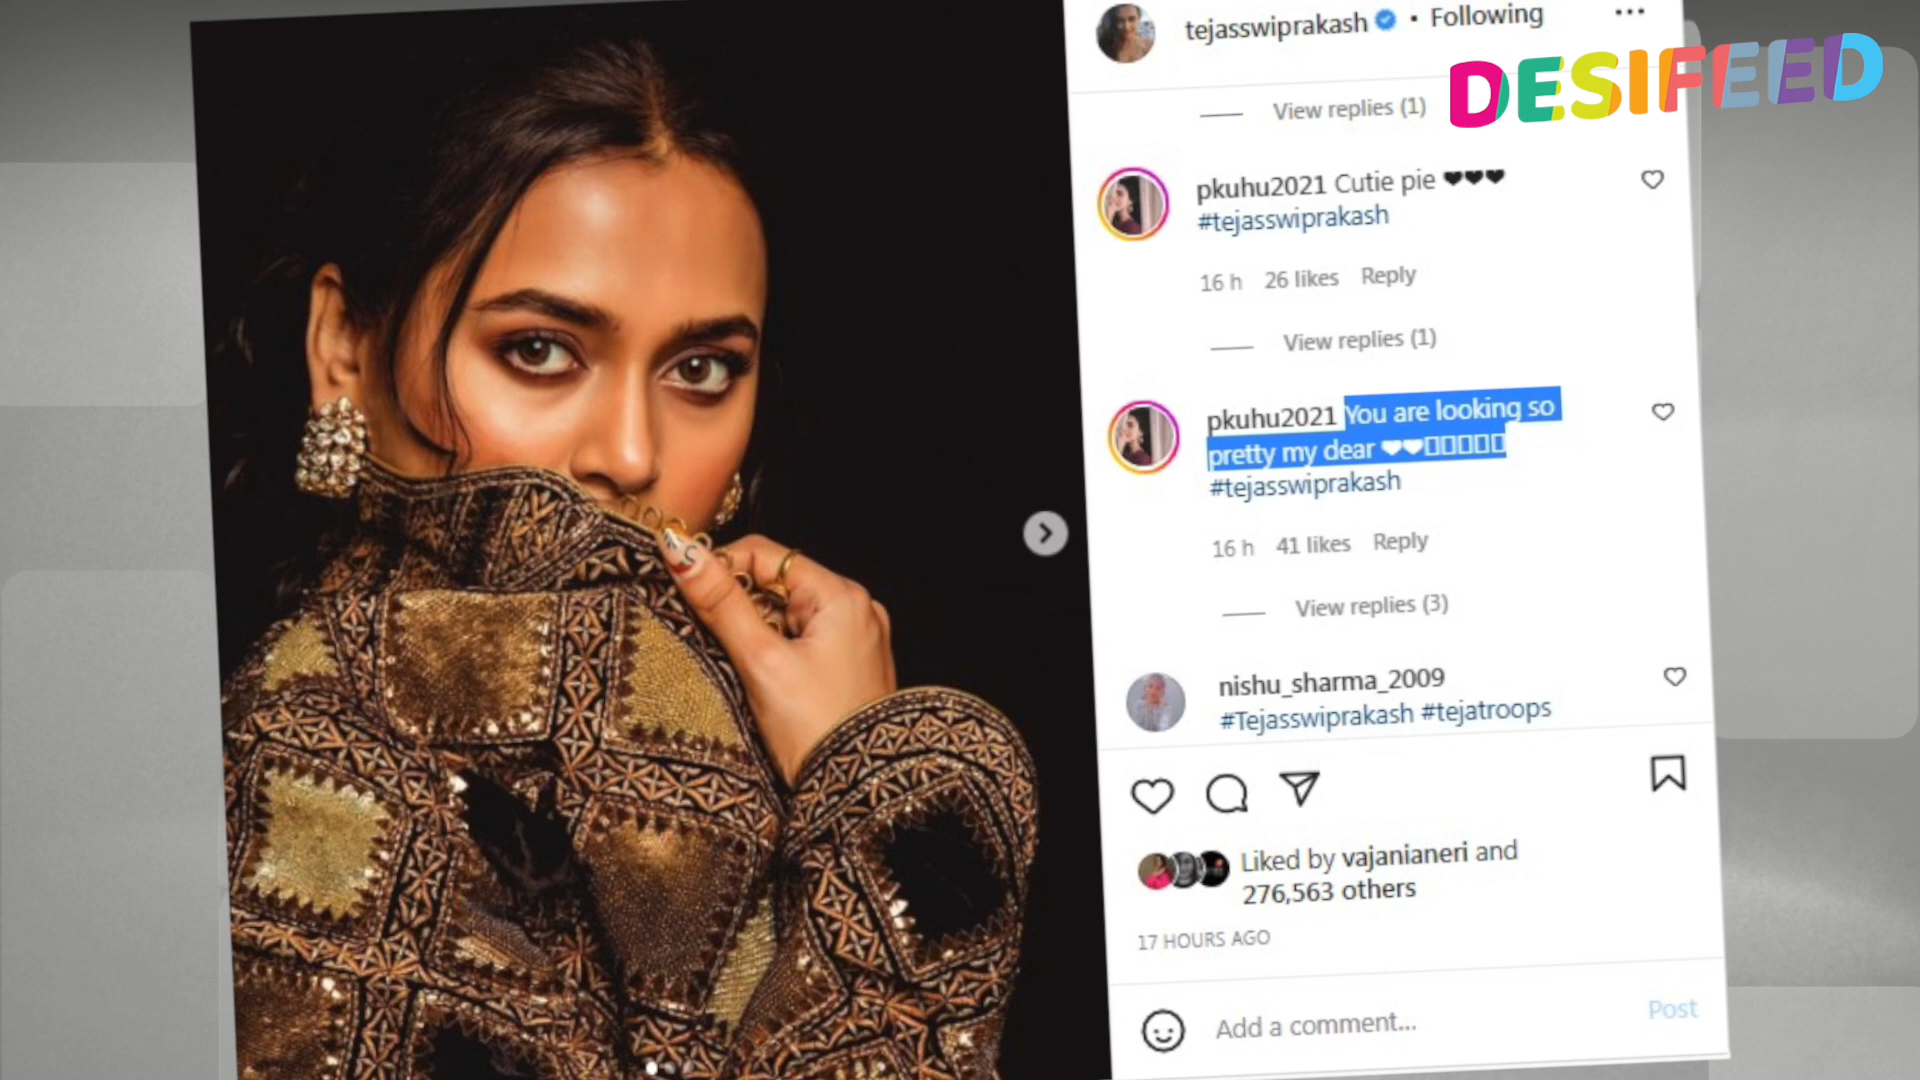 tejasswiprakash • Following
DESIFEED
View replies (1)
pkuhu2021 Cutie pie ❤❤❤
#tejasswiprakash
16 h 26 likes Reply
View replies (1)
pkuhu2021 You are looking so
pretty my dear ❤❤▯▯▯▯▯
#tejasswiprakash
16 h 41 likes Reply
View replies (3)
nishu_sharma_2009
#Tejasswiprakash #tejatroops
Liked by vajanianeri and
276,563 others
17 HOURS AGO
Add a comment...
Post